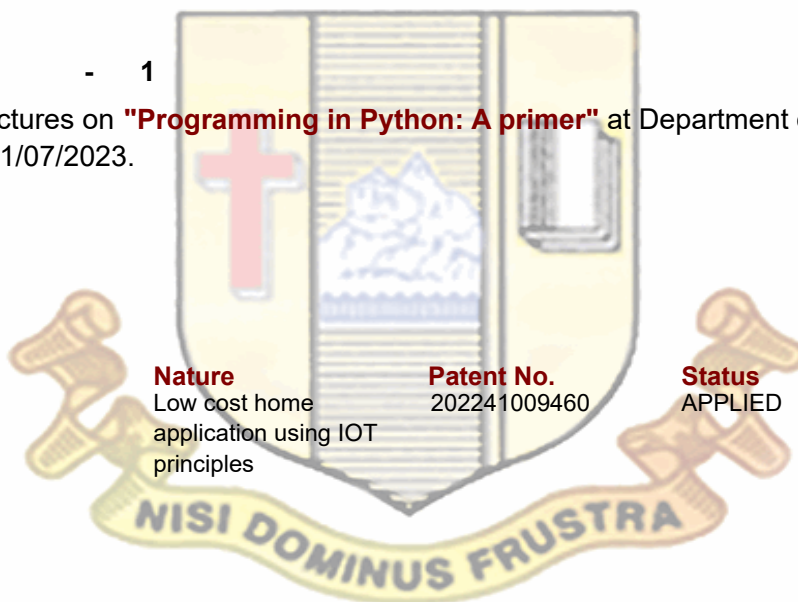 - 1
ctures on "Programming in Python: A primer" at Department
1/07/2023.
Nature Patent No. Status
Low cost home 202241009460 APPLIED
application using IOT
principles
NISI DOMINUS FRUSTRA